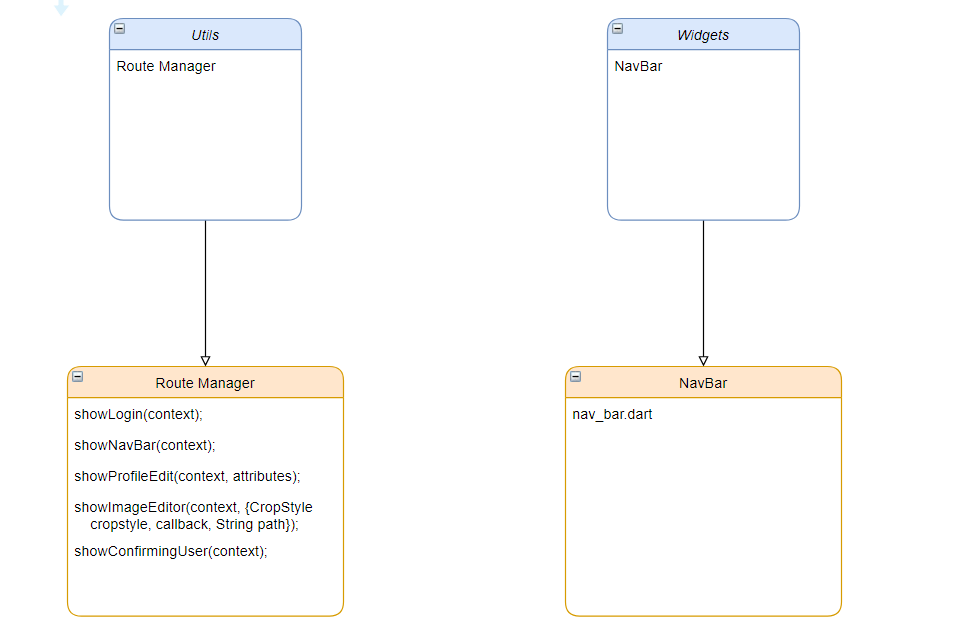 Utils
Route Manager
Widgets
NavBar
Route Manager
showLogin(context);
showNavBar(context);
showProfileEdit(context, attributes);
showImageEditor(context, {CropStyle
cropstyle, callback, String path});
showConfirmingUser(context);
NavBar
nav_bar.dart